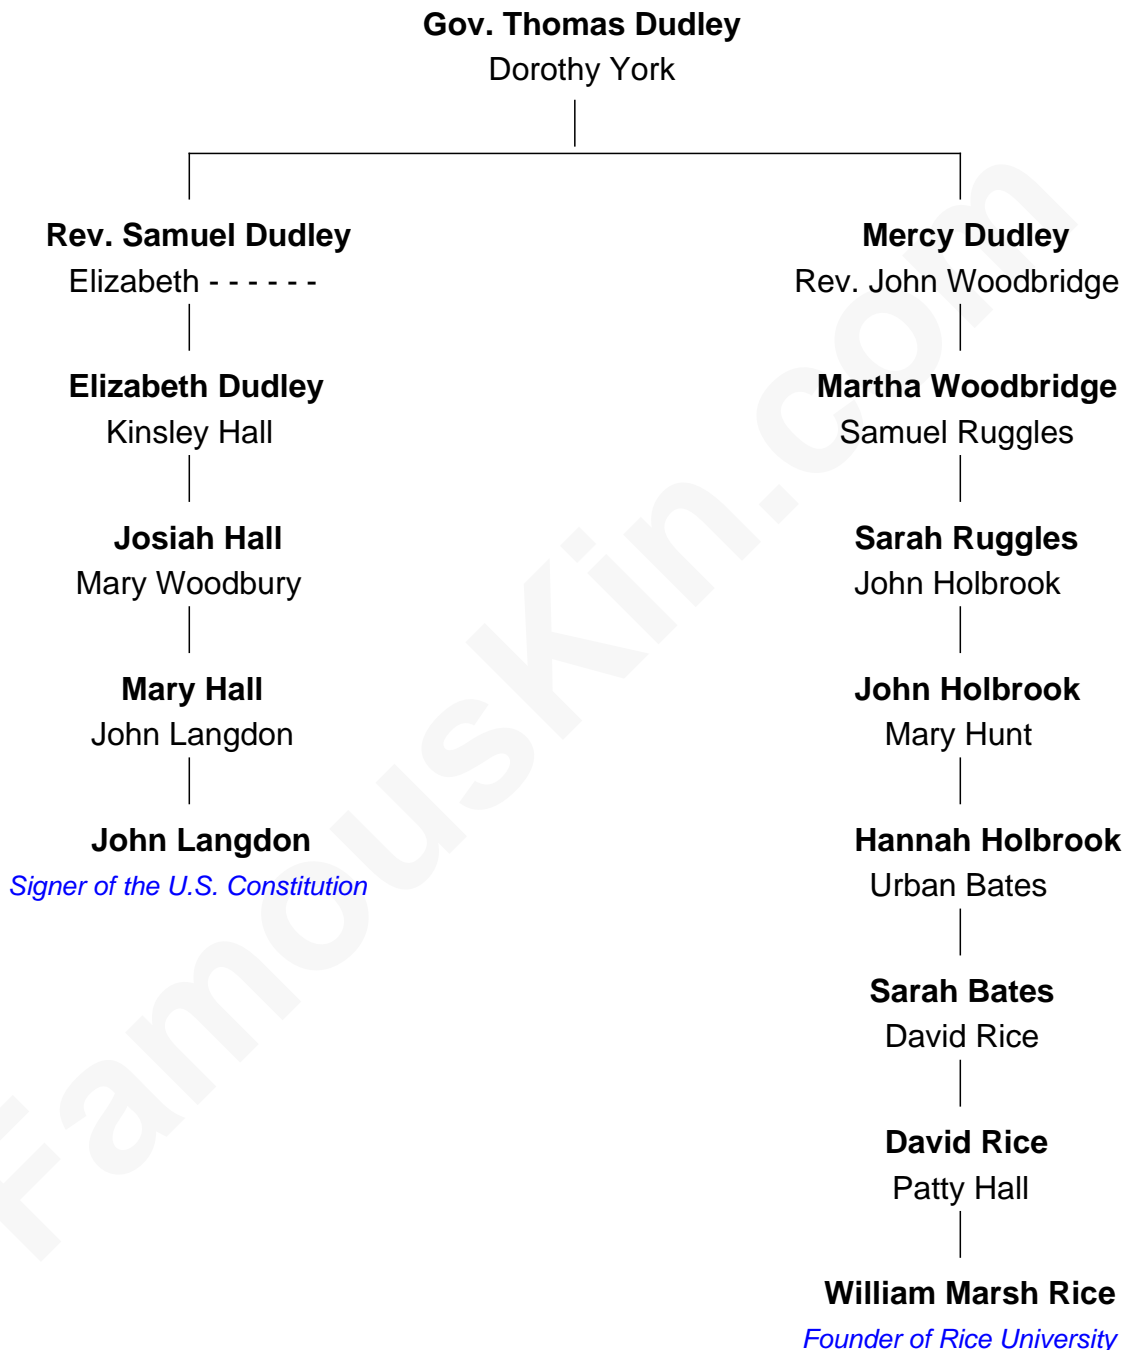 Gov. Thomas Dudley
Dorothy York
Rev. Samuel Dudley
Elizabeth - - - - - -
Elizabeth Dudley
Kinsley Hall
Josiah Hall
Mary Woodbury
Mary Hall
John Langdon
John Langdon
Signer of the U.S. Constitution
Mercy Dudley
Rev. John Woodbridge
Martha Woodbridge
Samuel Ruggles
Sarah Ruggles
John Holbrook
John Holbrook
Mary Hunt
Hannah Holbrook
Urban Bates
Sarah Bates
David Rice
David Rice
Patty Hall
William Marsh Rice
Founder of Rice University
FamousKin.com